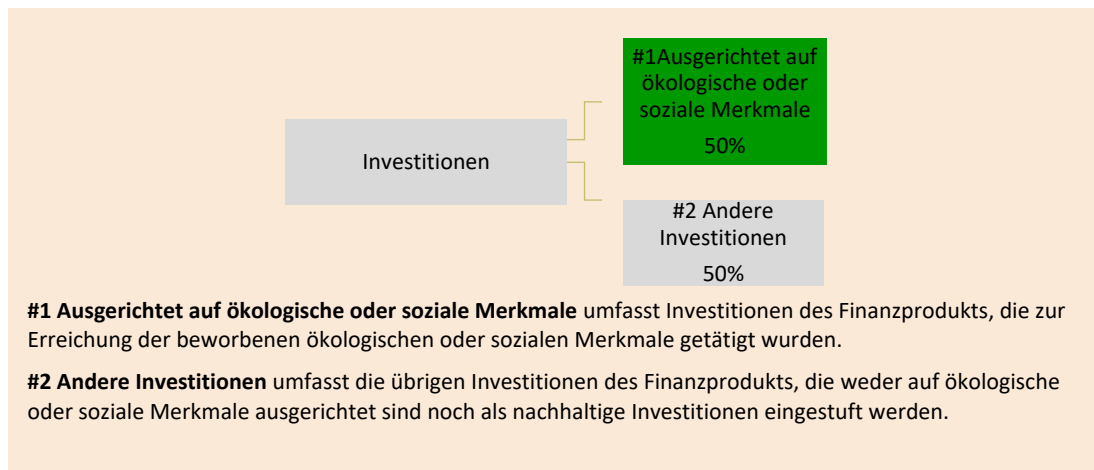 #1Ausgerichtet auf
ökologische oder
soziale Merkmale
50%
Investitionen
#2 Andere
Investitionen
50%
#1 Ausgerichtet auf ökologische oder soziale Merkmale umfasst Investitionen des Finanzprodukts, die zur
Erreichung der beworbenen ökologischen oder sozialen Merkmale getätigt wurden.
#2 Andere Investitionen umfasst die übrigen Investitionen des Finanzprodukts, die weder auf ökologische
oder soziale Merkmale ausgerichtet sind noch als nachhaltige Investitionen eingestuft werden.